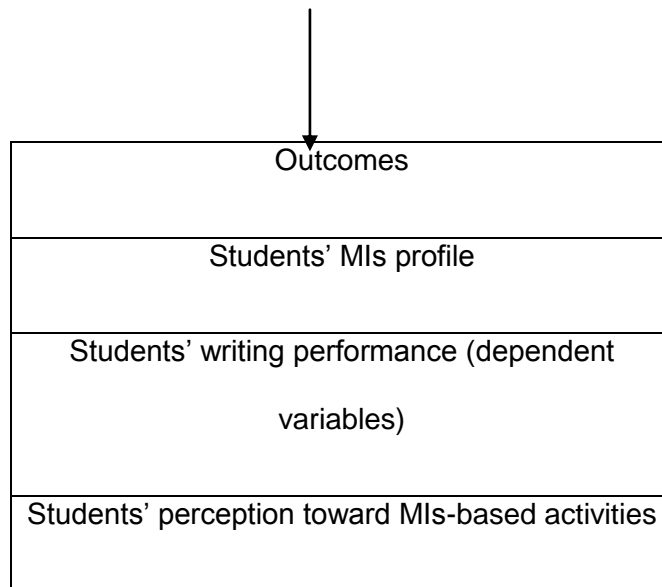 Outcomes
Students’ MIs profile
Students’ writing performance (dependent
variables)
Students’ perception toward MIs-based activities